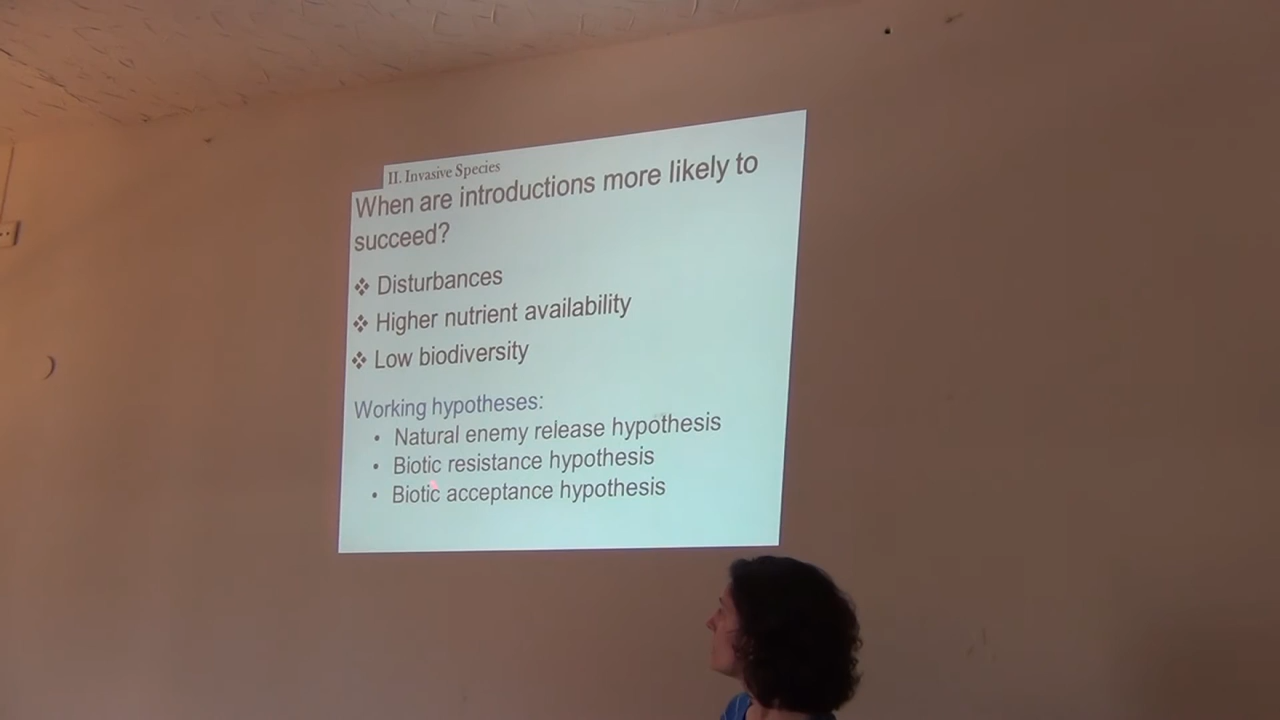 II. Invasive Species
When are introductions more likely to
succeed?
❖ Disturbances
❖ Higher nutrient availability
❖ Low biodiversity
Working hypotheses:
• Natural enemy release hypothesis
• Biotic resistance hypothesis
• Biotic acceptance hypothesis